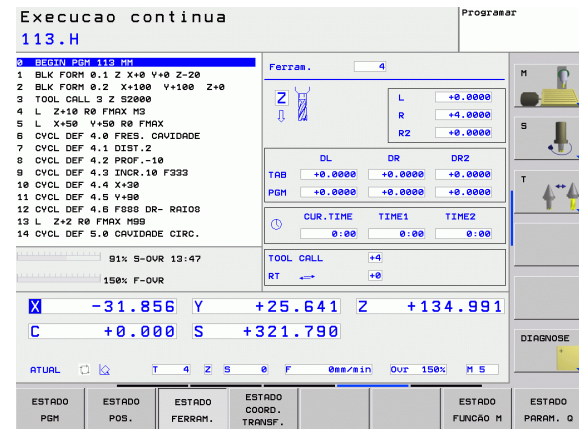 Execucao continua
Programar
113.H
0 BEGIN PGM 113 MM
1 BLK FORM 0.1 Z X+0 Y+0 Z-20
2 BLK FORM 0.2 X+100 Y+100 Z+0
3 TOOL CALL 3 Z S2000
4 L Z+10 R0 FMAX M3
5 L X+50 Y+50 R0 FMAX
6 CYCL DEF 4.0 FRES. CAVIDADE
7 CYCL DEF 4.1 DIST.2
8 CYCL DEF 4.2 PROF.-10
9 CYCL DEF 4.3 INCR.10 F333
10 CYCL DEF 4.4 X+30
11 CYCL DEF 4.5 Y+90
12 CYCL DEF 4.6 F888 DR- RAIO8
13 L Z+2 R0 FMAX M99
14 CYCL DEF 5.0 CAVIDADE CIRC.
Ferram. 4
Z
L +0.0000
R +4.0000
R2 +0.0000
DL DR DR2
TAB +0.0000 +0.0000 +0.0000
PGM +0.0000 +0.0000 +0.0000
CUR.TIME TIME1 TIME2
0:00 0:00 0:00
TOOL CALL +4
RT +0
91% S-OVR 13:47
150% F-OVR
X -31.856 Y +25.641 Z +134.991
C +0.000 S +321.790
ATUAL T 4 Z S 0 F 0mm/min Ovr 150% M 5
M
S
T
DIAGNOSE
ESTADO PGM
ESTADO POS.
ESTADO FERRAM.
ESTADO COORD. TRANSF.
ESTADO FUNCÃO M
ESTADO PARAM. Q